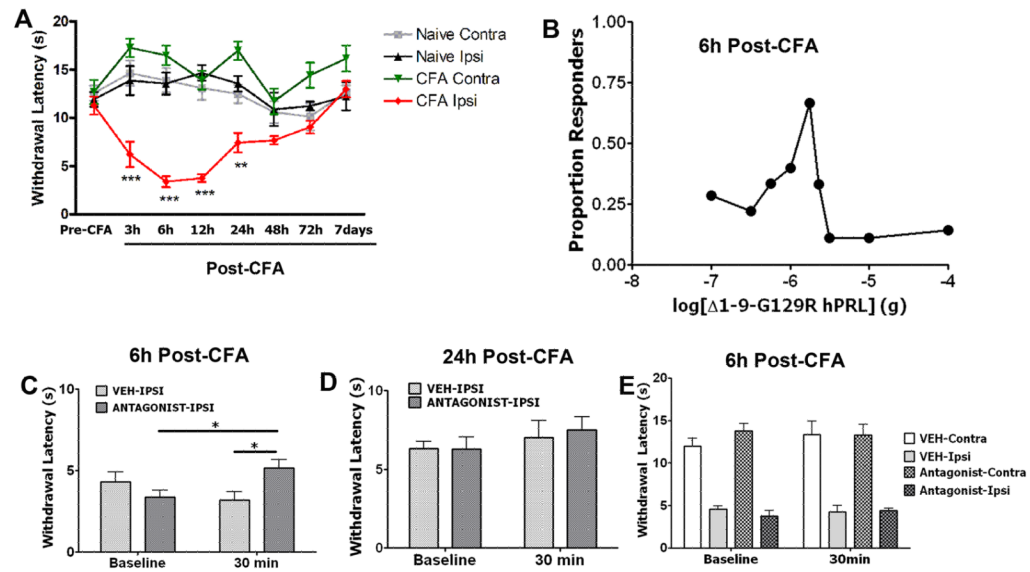 A
Withdrawal Latency (s)
20
15
10
5
0
***
***
***
**
Pre-CFA 3h 6h 12h 24h 48h 72h 7days
Post-CFA
Naive Contra
Naive Ipsi
CFA Contra
CFA Ipsi
B
6h Post-CFA
Proportion Responders
1.00
0.75
0.50
0.25
0.00
-8 -7 -6 -5 -4
log[Δ1-9-G129R hPRL] (g)
C
6h Post-CFA
Withdrawal Latency (s)
10
5
0
VEH-IPSI
ANTAGONIST-IPSI
*
*
Baseline 30 min
D
24h Post-CFA
Withdrawal Latency (s)
10
5
0
VEH-IPSI
ANTAGONIST-IPSI
Baseline 30 min
E
6h Post-CFA
Withdrawal Latency (s)
20
15
10
5
0
Baseline 30min
VEH-Contra
VEH-Ipsi
Antagonist-Contra
Antagonist-Ipsi